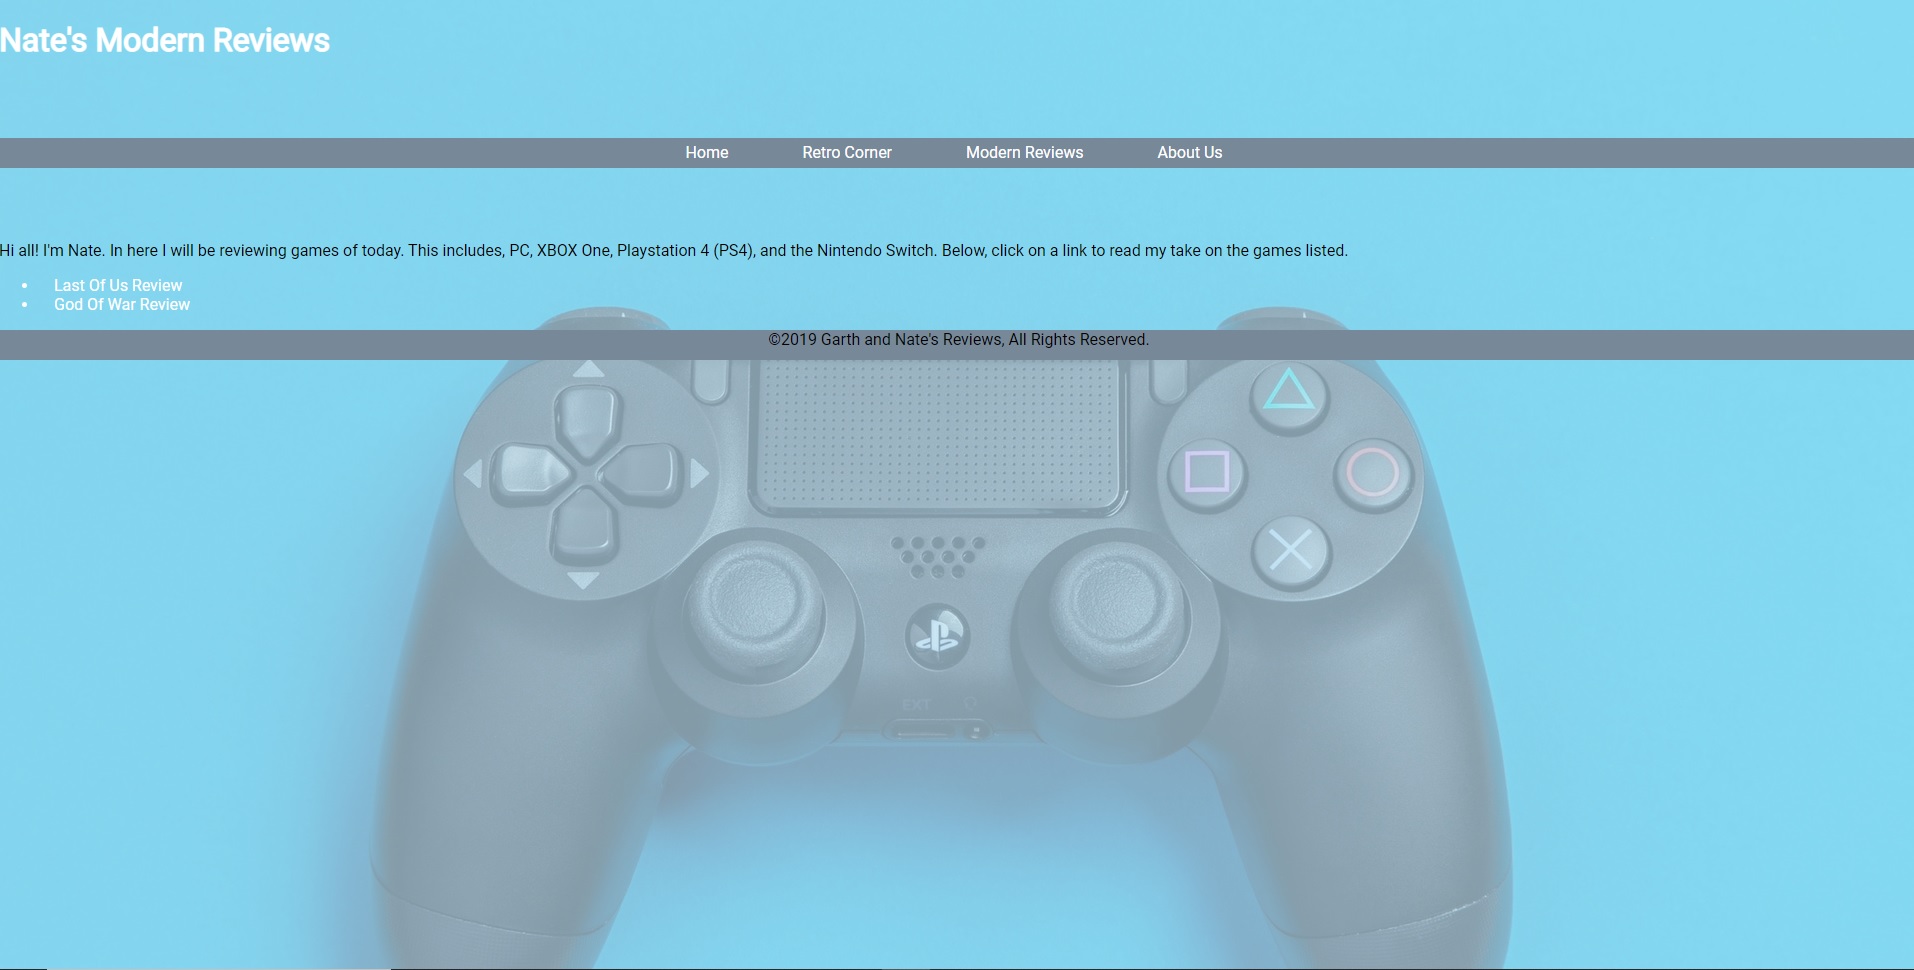 Nate's Modern Reviews
Home Retro Corner Modern Reviews About Us
Hi all! I'm Nate. In here I will be reviewing games of today. This includes, PC, XBOX One, Playstation 4 (PS4), and the Nintendo Switch. Below, click on a link to read my take on the games listed.
• Last Of Us Review
• God Of War Review
©2019 Garth and Nate's Reviews, All Rights Reserved.
EXT